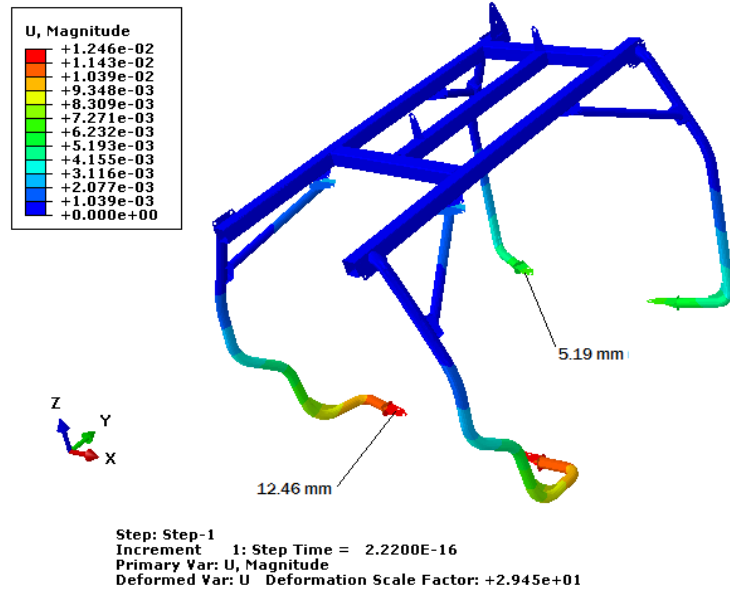 U, Magnitude
+1.246e-02
+1.143e-02
+1.039e-02
+9.348e-03
+8.309e-03
+7.271e-03
+6.232e-03
+5.193e-03
+4.155e-03
+3.116e-03
+2.077e-03
+1.039e-03
+0.000e+00
5.19 mm
12.46 mm
Z
Y
X
Step: Step-1
Increment 1: Step Time = 2.2200E-16
Primary Var: U, Magnitude
Deformed Var: U Deformation Scale Factor: +2.945e+01